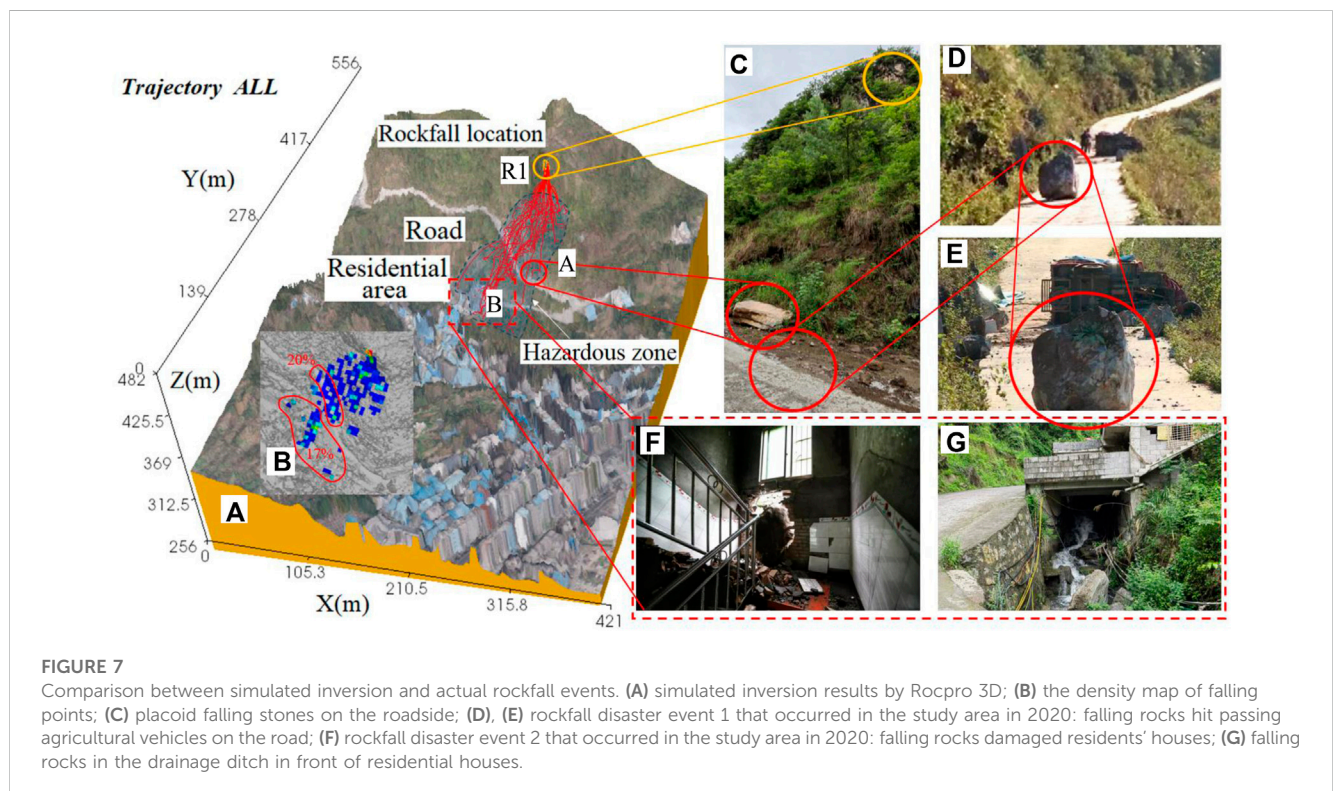 Trajectory ALL
556
417
Y(m)
278
139
0
482
Z(m)
425.5
369
312.5
256
0
105.3
X(m)
210.5
315.8
421
Rockfall location
R1
Road
Residential
area
A
B
Hazardous zone
20%
17%
B
A
C
D
E
F
G
FIGURE 7
Comparison between simulated inversion and actual rockfall events. (A) simulated inversion results by Rocpro 3D; (B) the density map of falling
points; (C) placoid falling stones on the roadside; (D), (E) rockfall disaster event 1 that occurred in the study area in 2020: falling rocks hit passing
agricultural vehicles on the road; (F) rockfall disaster event 2 that occurred in the study area in 2020: falling rocks damaged residents’ houses; (G) falling
rocks in the drainage ditch in front of residential houses.